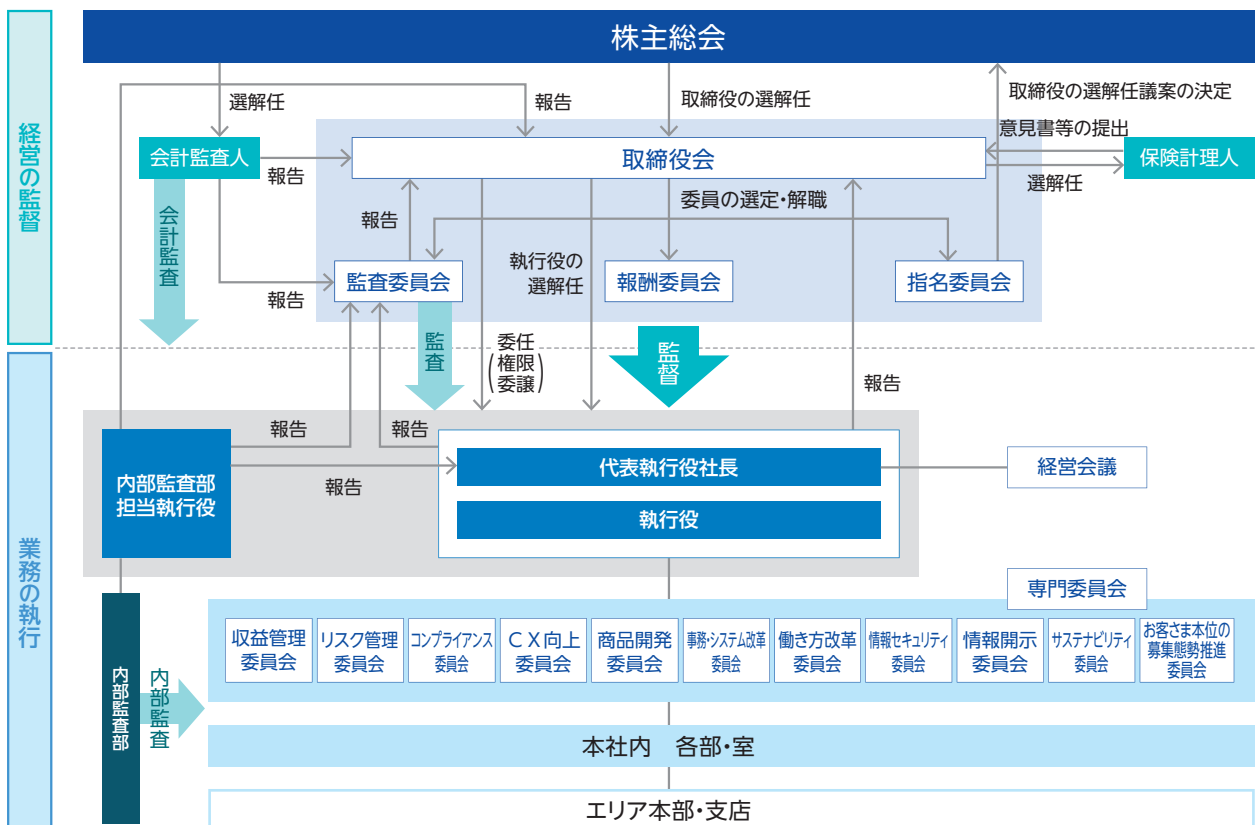 株主総会
経営の監督
選解任
報告
取締役の選解任
取締役の選解任議案の決定
意見書等の提出
会計監査人
報告
取締役会
保険計理人
選解任
会計監査
報告
委員の選定・解職
執行役の
選解任
監査委員会
報酬委員会
指名委員会
報告
監査
委任
(権限
委譲)
監督
報告
業務の執行
報告
報告
内部監査部
担当執行役
報告
代表執行役社長
経営会議
執行役
専門委員会
収益管理
委員会
リスク管理
委員会
コンプライアンス
委員会
CX向上
委員会
商品開発
委員会
事務・システム改革
委員会
働き方改革
委員会
情報セキュリティ
委員会
情報開示
委員会
サステナビリティ
委員会
お客さま本位の
募集態勢推進
委員会
内部監査部
内部監査
本社内　各部・室
エリア本部・支店